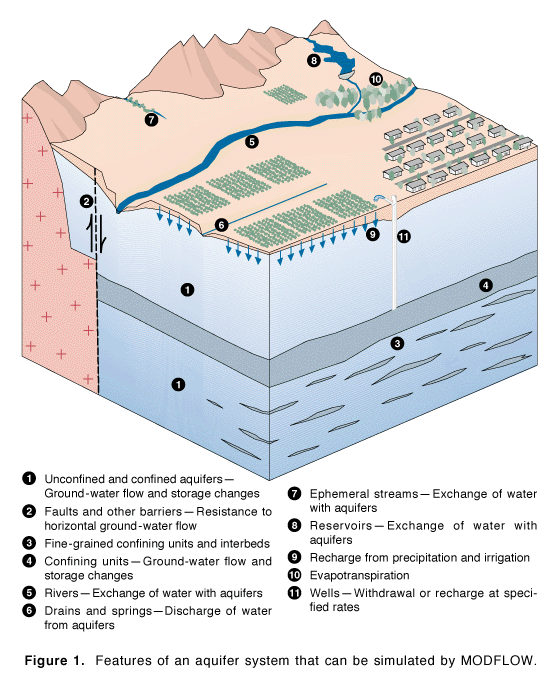 8
10
7
5
2
6
9
11
1
4
3
1
1 Unconfined and confined aquifers—
Ground-water flow and storage changes
2 Faults and other barriers—Resistance to
horizontal ground-water flow
3 Fine-grained confining units and interbeds
4 Confining units—Ground-water flow and
storage changes
5 Rivers—Exchange of water with aquifers
6 Drains and springs—Discharge of water
from aquifers
7 Ephemeral streams—Exchange of water
with aquifers
8 Reservoirs—Exchange of water with
aquifers
9 Recharge from precipitation and irrigation
10 Evapotranspiration
11 Wells—Withdrawal or recharge at speci-
fied rates
Figure 1. Features of an aquifer system that can be simulated by MODFLOW.